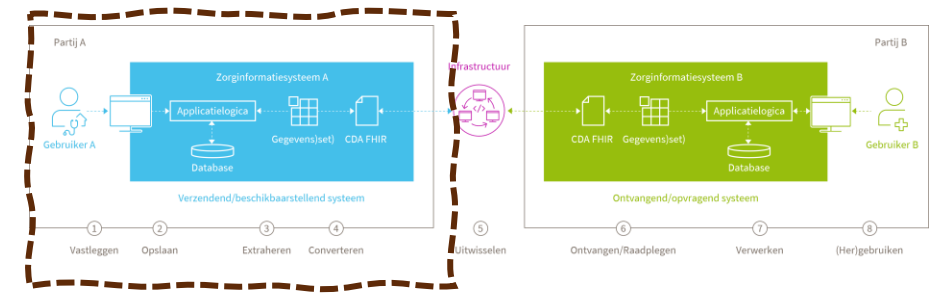 Partij A
Partij B
Infrastructuur
Zorginformatiesysteem A
Zorginformatiesysteem B
Applicatielogica
Gegevens)set)
CDA FHIR
Database
Gebruiker A
CDA FHIR
Gegevens)set)
Applicatielogica
Database
Gebruiker B
Verzendend/beschikbaarstellend systeem
Ontvangend/opvragend systeem
1
2
3
4
5
6
7
8
Vastleggen
Opslaan
Extraheren
Converteren
Uitwisselen
Ontvangen/Raadplegen
Verwerken
(Her)gebruiken